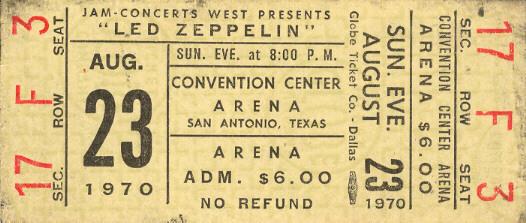 17 F 3
SEC. ROW SEAT
JAM-CONCERTS WEST PRESENTS
"LED ZEPPELIN"
AUG.
23
1970
SUN. EVE. at 8:00 P.M.
CONVENTION CENTER
ARENA
SAN ANTONIO, TEXAS
ARENA
ADM. $6.00
NO REFUND
Globe Ticket Co. - Dallas
SUN. EVE.
AUGUST
23
1970
CONVENTION CENTER ARENA
ARENA $6.00
SEC. ROW SEAT
17 F 3